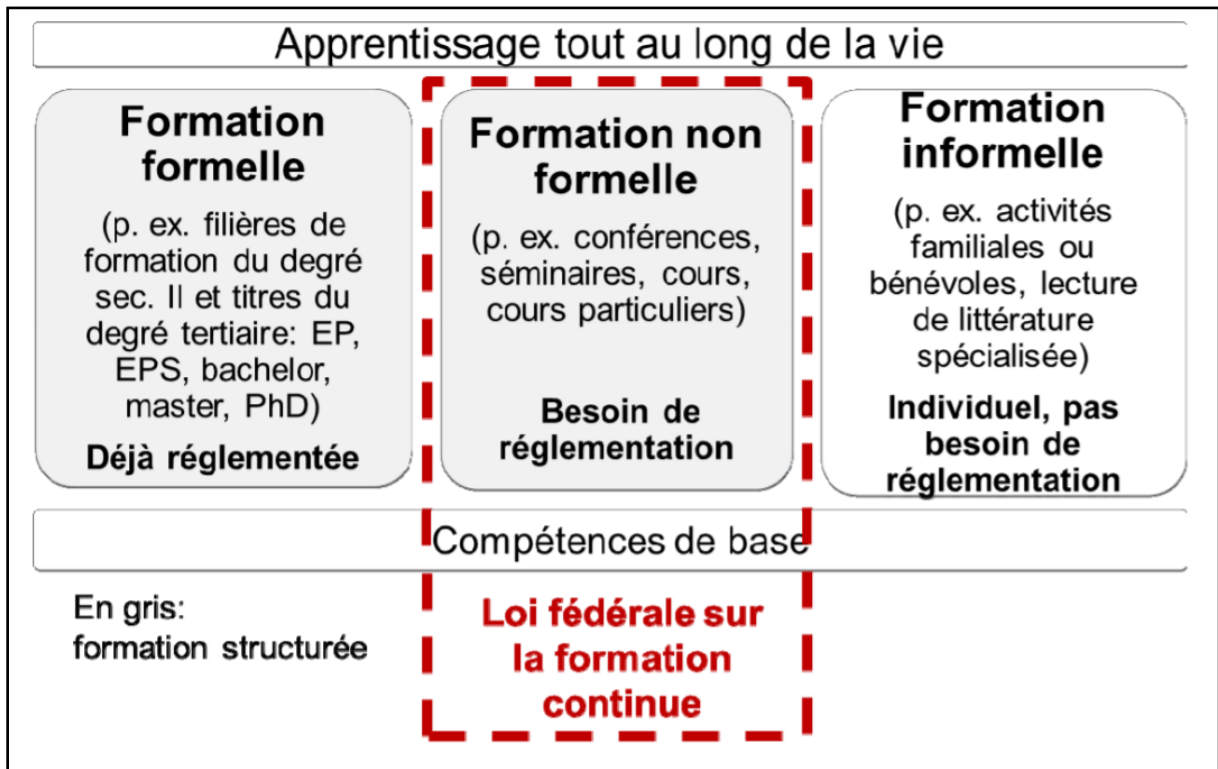 Apprentissage tout au long de la vie
Formation
formelle
(p. ex. filières de
formation du degré
sec. II et titres du
degré tertiaire: EP,
EPS, bachelor,
master, PhD)
Déjà réglementée
Formation non
formelle
(p. ex. conférences,
séminaires, cours,
cours particuliers)
Besoin de
réglementation
Formation
informelle
(p. ex. activités
familiales ou
bénévoles, lecture
de littérature
spécialisée)
Individuel, pas
besoin de
réglementation
Compétences de base
En gris:
formation structurée
Loi fédérale sur
la formation
continue